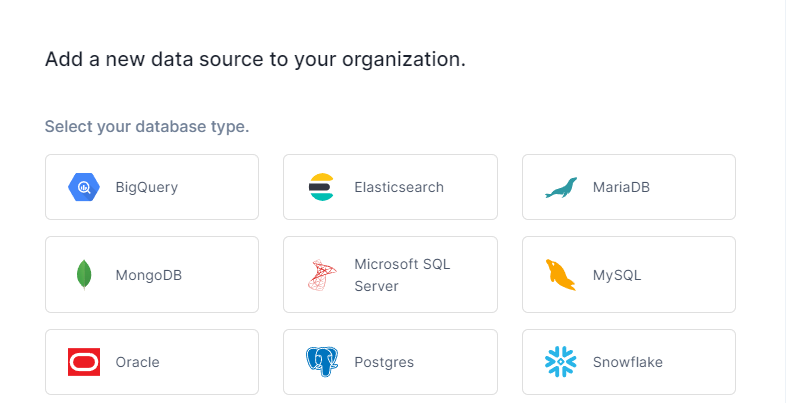 Add a new data source to your organization.
Select your database type.
BigQuery
Elasticsearch
MariaDB
MongoDB
Microsoft SQL
Server
MySQL
Oracle
Postgres
Snowflake